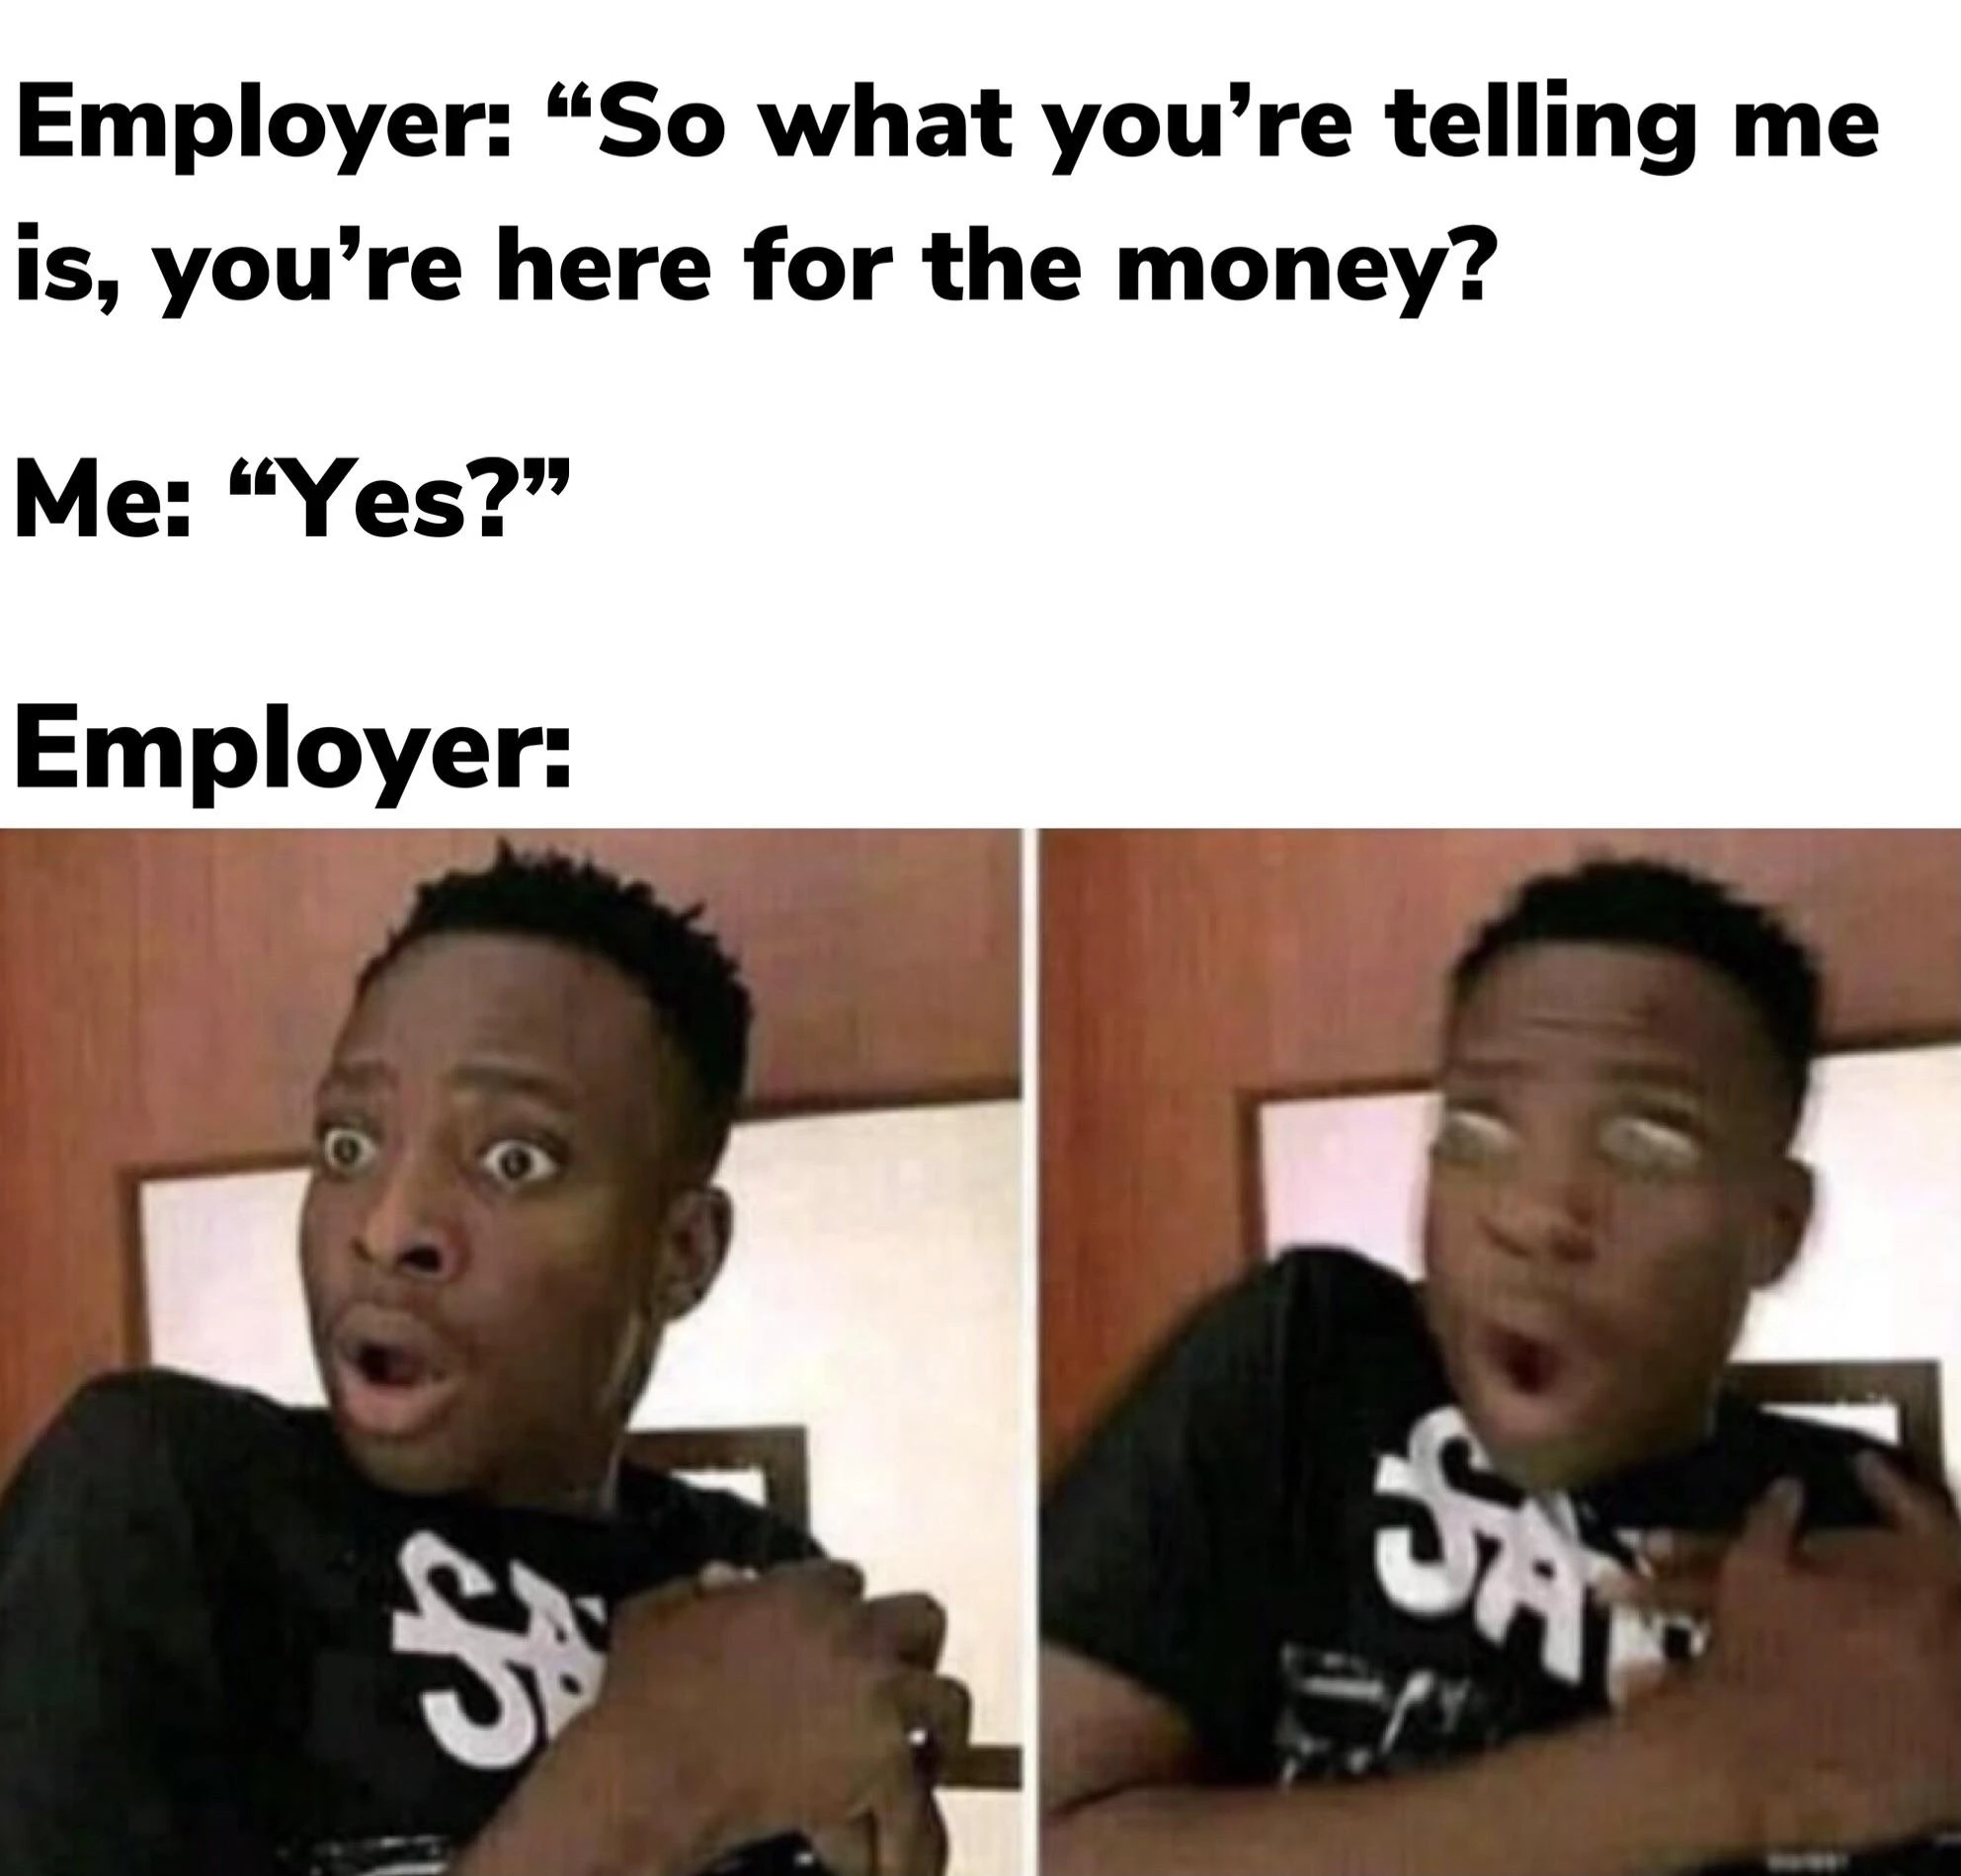 Employer: “So what you’re telling me
is, you’re here for the money?
Me: “Yes?”
Employer: